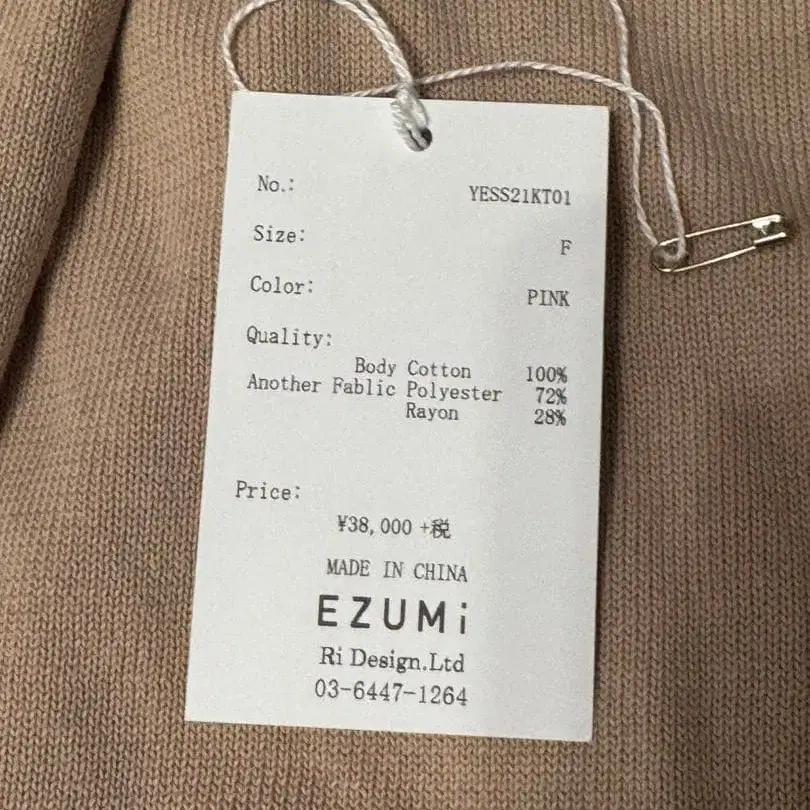 No.: YESS21KT01
Size: F
Color: PINK
Quality:
Body Cotton 100%
Another Fablic Polyester 72%
Rayon 28%
Price:
¥38,000 +税
MADE IN CHINA
EZUMi
Ri Design.Ltd
03-6447-1264